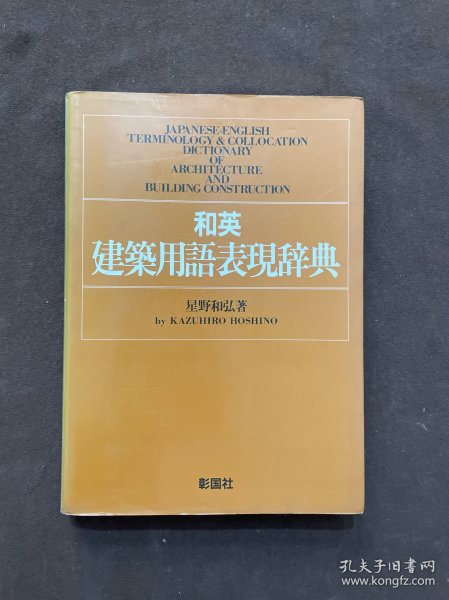 JAPANESE-ENGLISH
TERMINOLOGY & COLLOCATION
DICTIONARY
OF
ARCHITECTURE
AND
BUILDING CONSTRUCTION
和英
建築用語表現辞典
星野和弘著
by KAZUHIRO HOSHINO
彰国社
孔夫子旧书网
www.kongfz.com